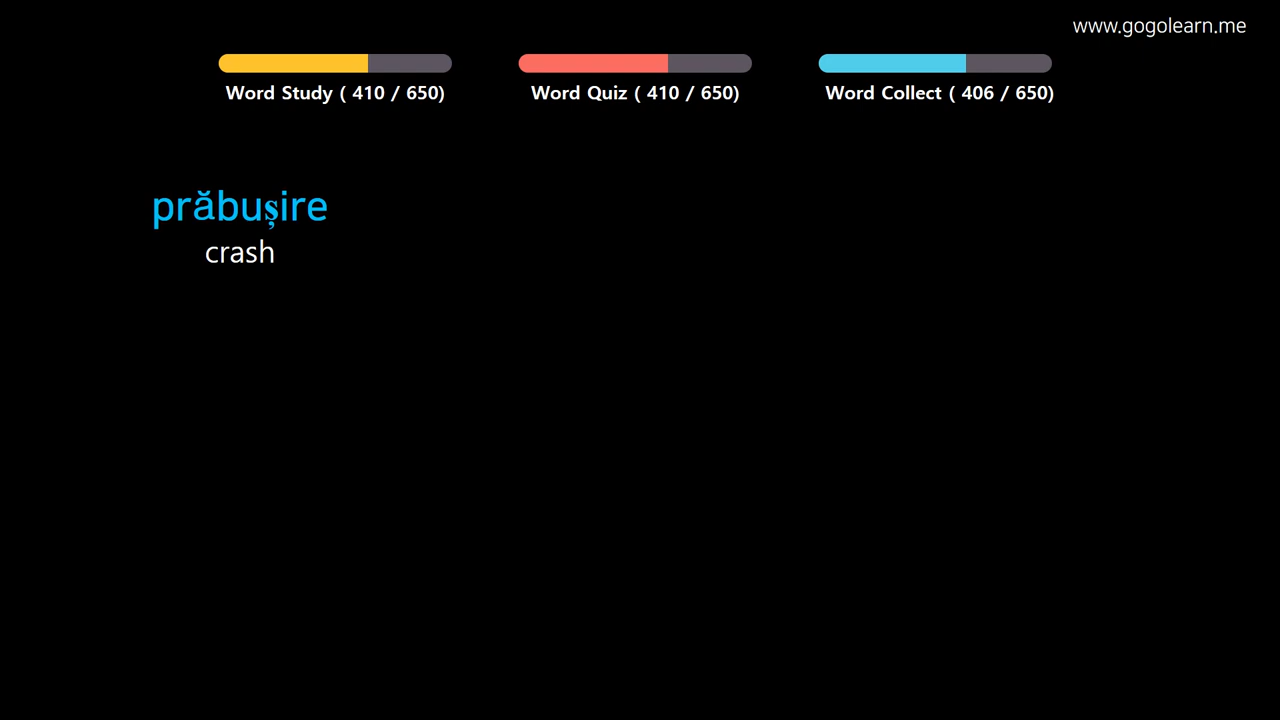 www.gogolearn.me
Word Study ( 410 / 650)
Word Quiz ( 410 / 650)
Word Collect ( 406 / 650)
prăbușire
crash